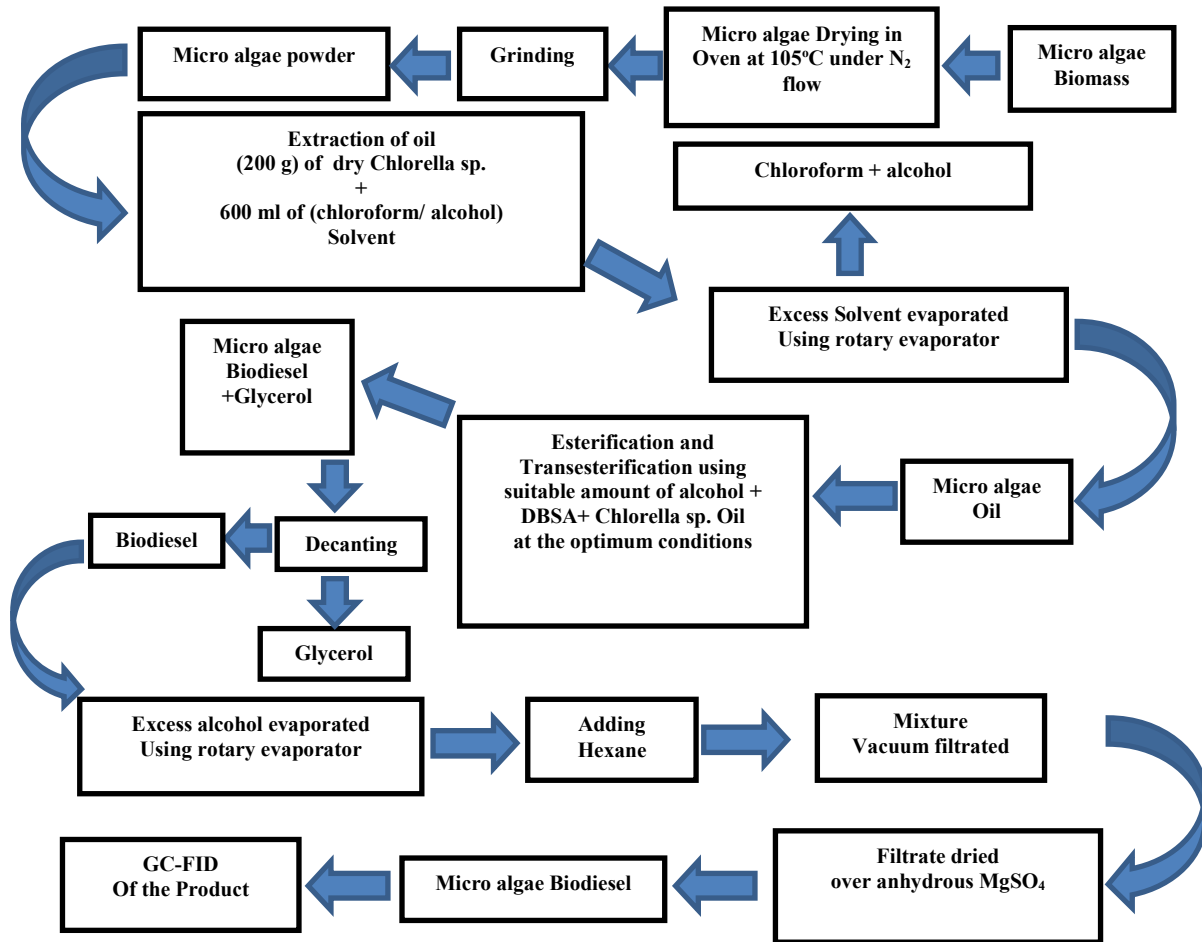 Micro algae Biomass
Micro algae Drying in
Oven at 105ºC under N₂
flow
Grinding
Micro algae powder
Extraction of oil
(200 g) of dry Chlorella sp.
+
600 ml of (chloroform/ alcohol)
Solvent
Chloroform + alcohol
Excess Solvent evaporated
Using rotary evaporator
Micro algae
Oil
Esterification and
Transesterification using
suitable amount of alcohol +
DBSA+ Chlorella sp. Oil
at the optimum conditions
Micro algae
Biodiesel
+Glycerol
Decanting
Biodiesel
Glycerol
Excess alcohol evaporated
Using rotary evaporator
Adding
Hexane
Mixture
Vacuum filtrated
Filtrate dried
over anhydrous MgSO₄
Micro algae Biodiesel
GC-FID
Of the Product